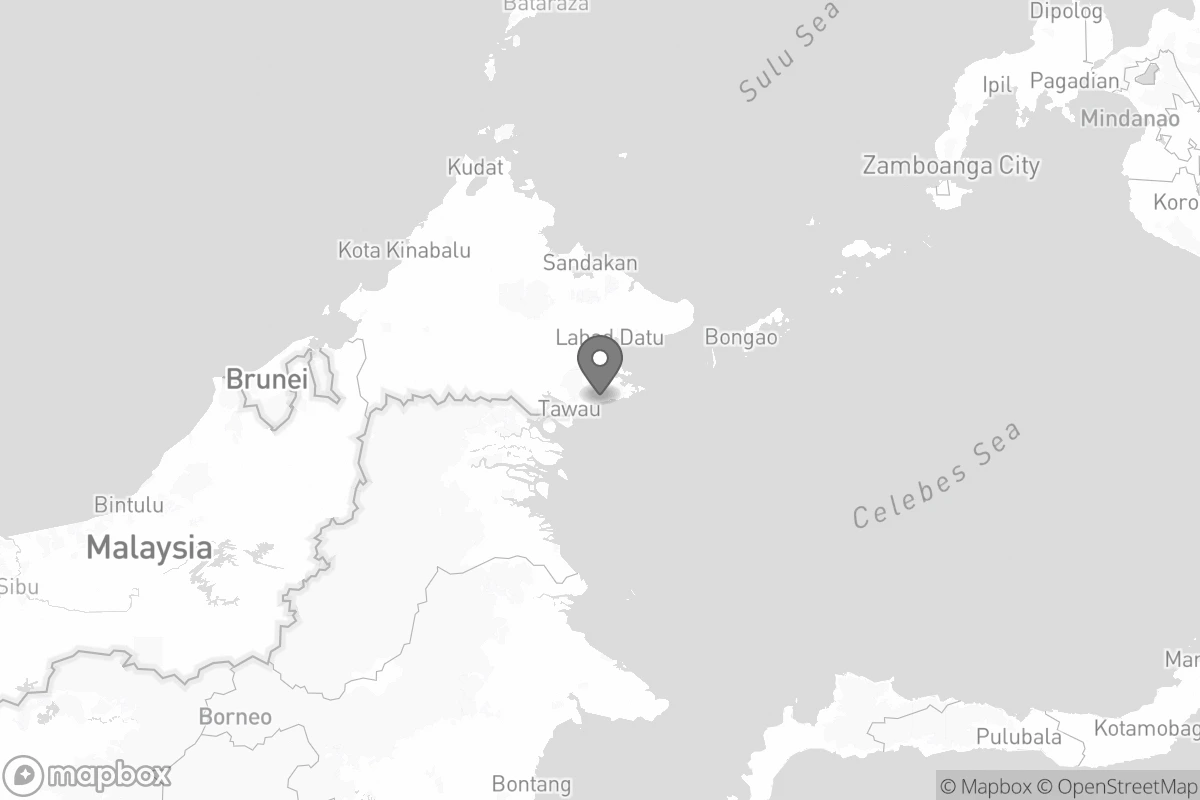 Bataraza
Dipolog
Sulu Sea
Ipil
Pagadian
Mindanao
Kudat
Zamboanga City
Koro
Kota Kinabalu
Sandakan
Lahad Datu
Bongao
Brunei
Tawau
Celebes Sea
Bintulu
Malaysia
Sibu
Mar
Borneo
Kotamobag
Pulubala
Bontang
mapbox
© Mapbox © OpenStreetMap